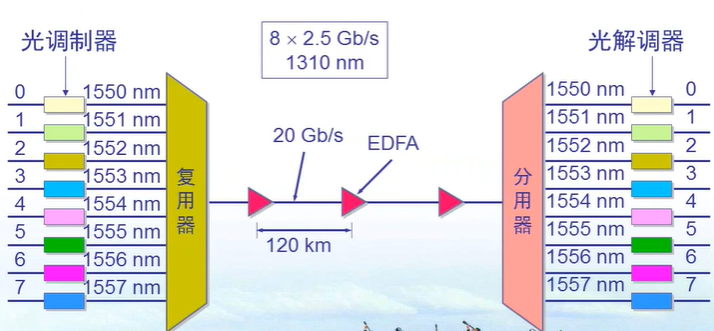 光调制器
8 × 2.5 Gb/s
1310 nm
光解调器
0 1550 nm
1 1551 nm
2 1552 nm
3 1553 nm
4 1554 nm
5 1555 nm
6 1556 nm
7 1557 nm
复用器
20 Gb/s
EDFA
120 km
分用器
1550 nm 0
1551 nm 1
1552 nm 2
1553 nm 3
1554 nm 4
1555 nm 5
1556 nm 6
1557 nm 7